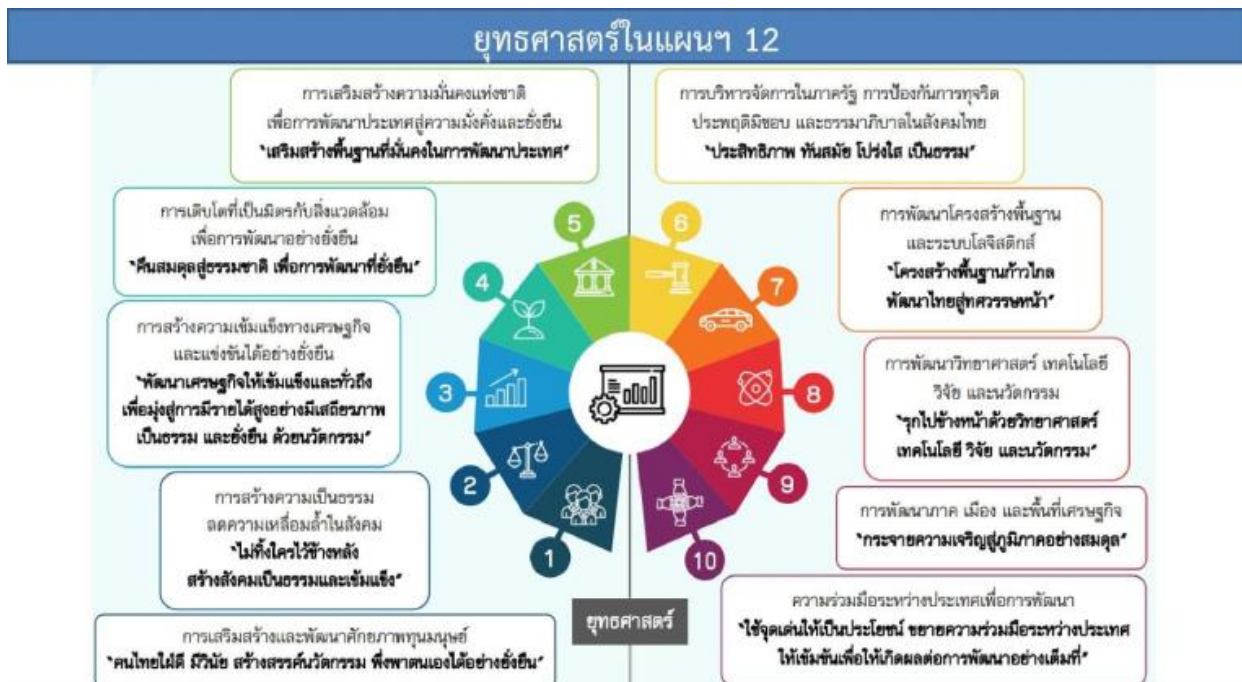 ยุทธศาสตร์ในแผนฯ 12
การเสริมสร้างความมั่นคงแห่งชาติ
เพื่อการพัฒนาประเทศสู่ความมั่งคั่งและยั่งยืน
"เสริมสร้างพื้นฐานที่มั่นคงในการพัฒนาประเทศ"
การเติบโตที่เป็นมิตรกับสิ่งแวดล้อม
เพื่อการพัฒนาอย่างยั่งยืน
"คืนสมดุลสู่ธรรมชาติ เพื่อการพัฒนาที่ยั่งยืน"
การสร้างความเข้มแข็งทางเศรษฐกิจ
และแข่งขันได้อย่างยั่งยืน
"พัฒนาเศรษฐกิจให้เข้มแข็งและทั่วถึง
เพื่อมุ่งสู่การมีรายได้สูงอย่างมีเสถียรภาพ
เป็นธรรม และยั่งยืน ด้วยนวัตกรรม"
การสร้างความเป็นธรรม
ลดความเหลื่อมล้ำในสังคม
"ไม่ทิ้งใครไว้ข้างหลัง
สร้างสังคมเป็นธรรมและเข้มแข็ง"
การเสริมสร้างและพัฒนาศักยภาพทุนมนุษย์
"คนไทยใฝ่ดี มีวินัย สร้างสรรค์นวัตกรรม พึ่งพาตนเองได้อย่างยั่งยืน"
5
4
3
2
1
6
7
8
9
10
ยุทธศาสตร์
การบริหารจัดการในภาครัฐ การป้องกันการทุจริต
ประพฤติมิชอบ และธรรมาภิบาลในสังคมไทย
"ประสิทธิภาพ ทันสมัย โปร่งใส เป็นธรรม"
การพัฒนาโครงสร้างพื้นฐาน
และระบบโลจิสติกส์
"โครงสร้างพื้นฐานก้าวไกล
พัฒนาไทยสู่ทศวรรษหน้า"
การพัฒนาวิทยาศาสตร์ เทคโนโลยี
วิจัย และนวัตกรรม
"รุกไปข้างหน้าด้วยวิทยาศาสตร์
เทคโนโลยี วิจัย และนวัตกรรม"
การพัฒนาภาค เมือง และพื้นที่เศรษฐกิจ
"กระจายความเจริญสู่ภูมิภาคอย่างสมดุล"
ความร่วมมือระหว่างประเทศเพื่อการพัฒนา
"ใช้จุดเด่นให้เป็นประโยชน์ ขยายความร่วมมือระหว่างประเทศ
ให้เข้มข้นเพื่อให้เกิดผลต่อการพัฒนาอย่างเต็มที่"